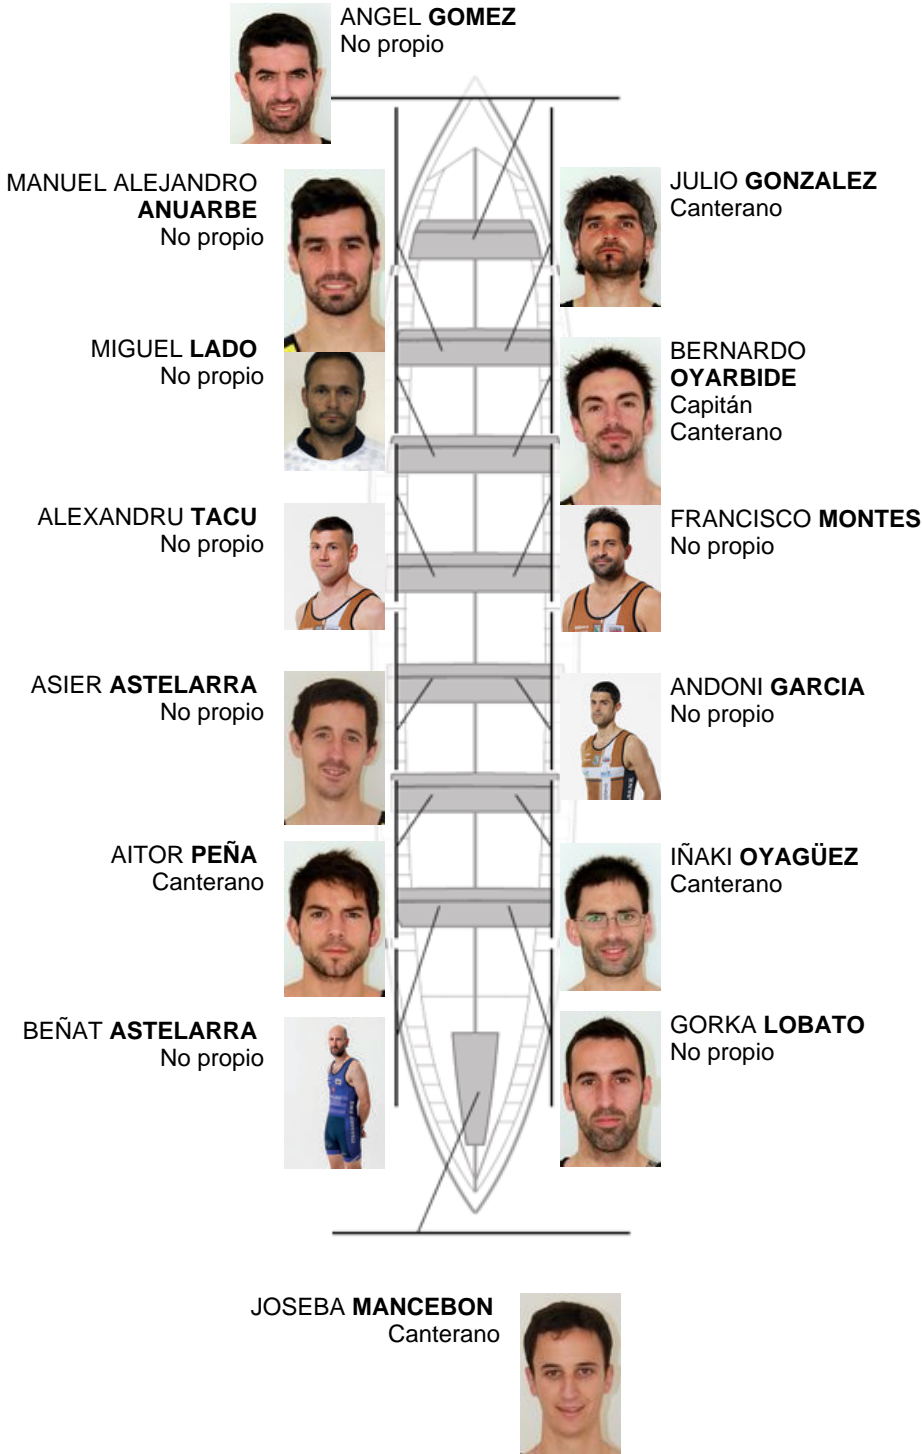 ANGEL GOMEZ
No propio
MANUEL ALEJANDRO
ANUARBE
No propio
JULIO GONZALEZ
Canterano
MIGUEL LADO
No propio
BERNARDO
OYARBIDE
Capitán
Canterano
ALEXANDRU TACU
No propio
FRANCISCO MONTES
No propio
ASIER ASTELARRA
No propio
ANDONI GARCIA
No propio
AITOR PEÑA
Canterano
IÑAKI OYAGÜEZ
Canterano
BEÑAT ASTELARRA
No propio
GORKA LOBATO
No propio
JOSEBA MANCEBON
Canterano